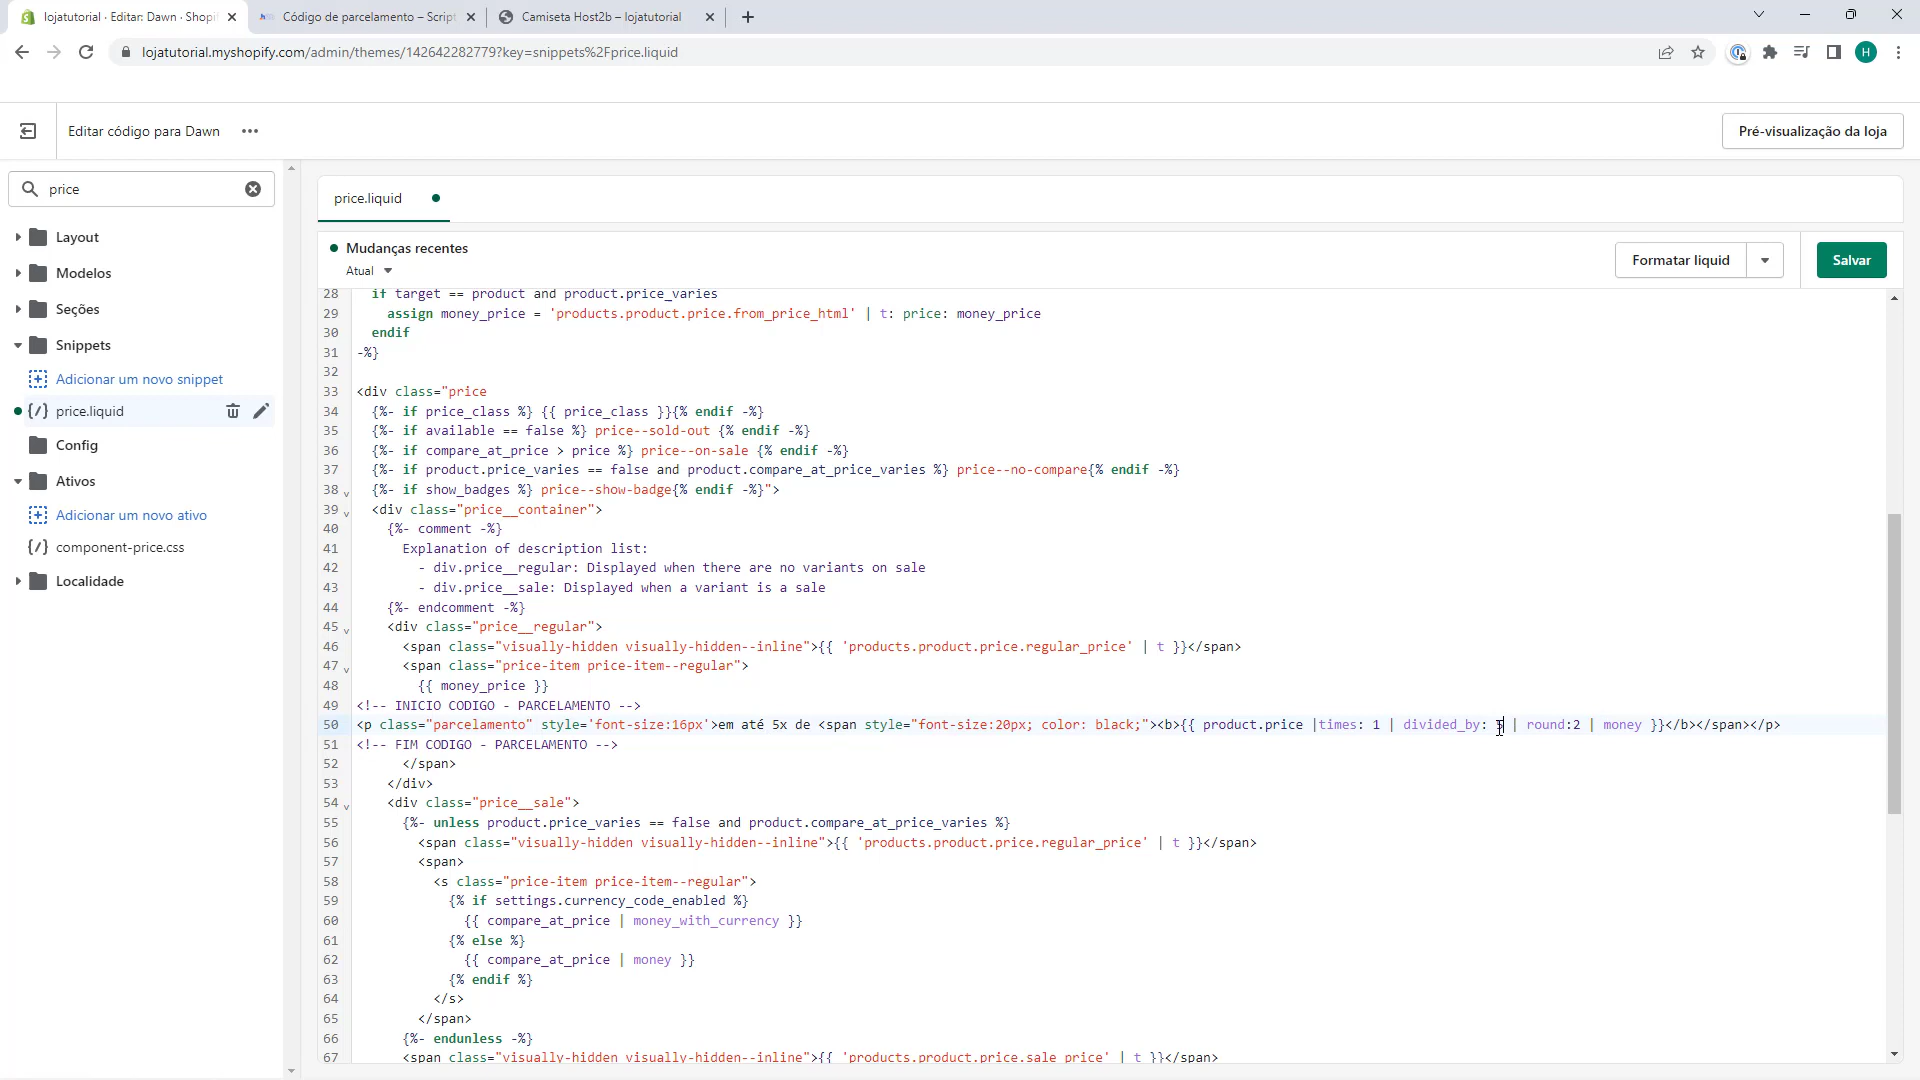 lojatutorial · Editar: Dawn · Shopi
Código de parcelamento – Script
Camiseta Host2b – lojatutorial
lojatutorial.myshopify.com/admin/themes/142642282779?key=snippets%2Fprice.liquid
H
Editar código para Dawn
Pré-visualização da loja
price
Layout
Modelos
Seções
Snippets
Adicionar um novo snippet
price.liquid
Config
Ativos
Adicionar um novo ativo
component-price.css
Localidade
price.liquid
Mudanças recentes
Atual
Formatar liquid
Salvar
28 if target == product and product.price_varies
29 assign money_price = 'products.product.price.from_price_html' | t: price: money_price
30 endif
31 -%}
32
33 <div class="price
34 {%- if price_class %} {{ price_class }}{% endif -%}
35 {%- if available == false %} price--sold-out {% endif -%}
36 {%- if compare_at_price > price %} price--on-sale {% endif -%}
37 {%- if product.price_varies == false and product.compare_at_price_varies %} price--no-compare{% endif -%}
38 {%- if show_badges %} price--show-badge{% endif -%}">
39 <div class="price__container">
40 {%- comment -%}
41 Explanation of description list:
42 - div.price__regular: Displayed when there are no variants on sale
43 - div.price__sale: Displayed when a variant is a sale
44 {%- endcomment -%}
45 <div class="price__regular">
46 <span class="visually-hidden visually-hidden--inline">{{ 'products.product.price.regular_price' | t }}</span>
47 <span class="price-item price-item--regular">
48 {{ money_price }}
49 <!-- INICIO CODIGO - PARCELAMENTO -->
50 <p class="parcelamento" style='font-size:16px'>em até 5x de <span style="font-size:20px; color: black;"><b>{{ product.price |times: 1 | divided_by: 5 | round:2 | money }}</b></span></p>
51 <!-- FIM CODIGO - PARCELAMENTO -->
52 </span>
53 </div>
54 <div class="price__sale">
55 {%- unless product.price_varies == false and product.compare_at_price_varies %}
56 <span class="visually-hidden visually-hidden--inline">{{ 'products.product.price.regular_price' | t }}</span>
57 <span>
58 <s class="price-item price-item--regular">
59 {% if settings.currency_code_enabled %}
60 {{ compare_at_price | money_with_currency }}
61 {% else %}
62 {{ compare_at_price | money }}
63 {% endif %}
64 </s>
65 </span>
66 {%- endunless -%}
67 <span class="visually-hidden visually-hidden--inline">{{ 'products.product.price.sale_price' | t }}</span>